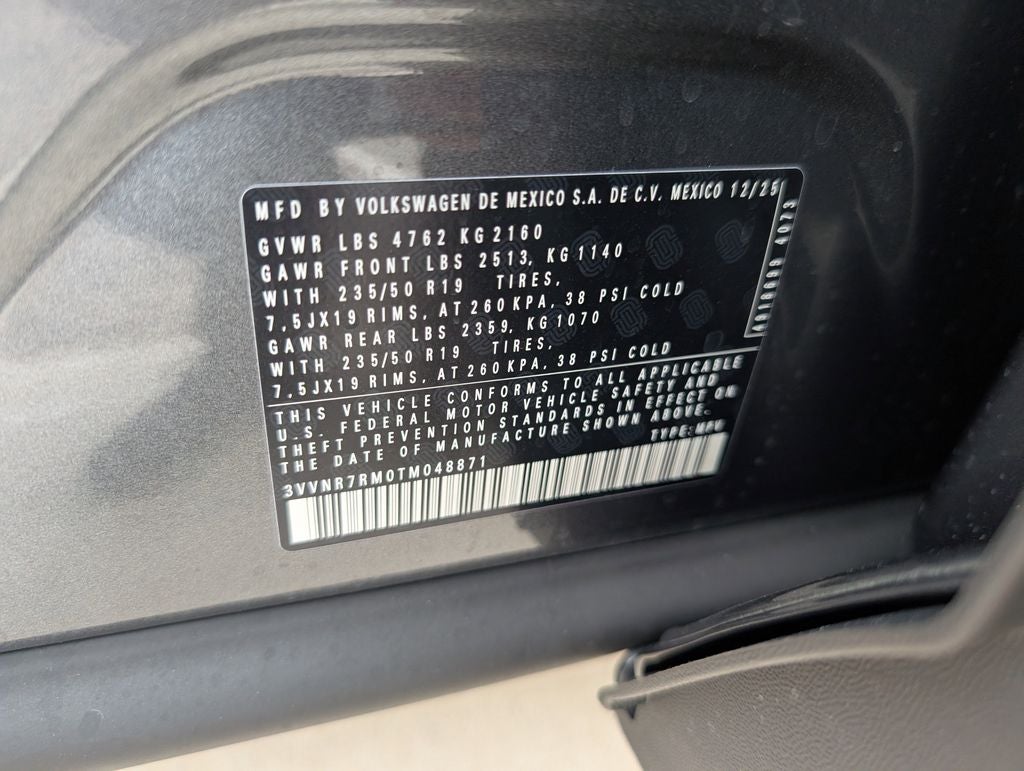 MFD BY VOLKSWAGEN DE MEXICO S.A. DE C.V. MEXICO 12/25
GVWR LBS 4762 KG 2160
GAWR FRONT LBS 2513, KG 1140
WITH 235/50 R19 TIRES,
7,5JX19 RIMS, AT 260 KPA, 38 PSI COLD
GAWR REAR LBS 2359, KG 1070
WITH 235/50 R19 TIRES,
7,5JX19 RIMS, AT 260 KPA, 38 PSI COLD
THIS VEHICLE CONFORMS TO ALL APPLICABLE
U.S. FEDERAL MOTOR VEHICLE SAFETY AND
THEFT PREVENTION STANDARDS IN EFFECT ON
THE DATE OF MANUFACTURE SHOWN ABOVE.
TYPE: MPV
3VVNR7RM0TM048871
4073